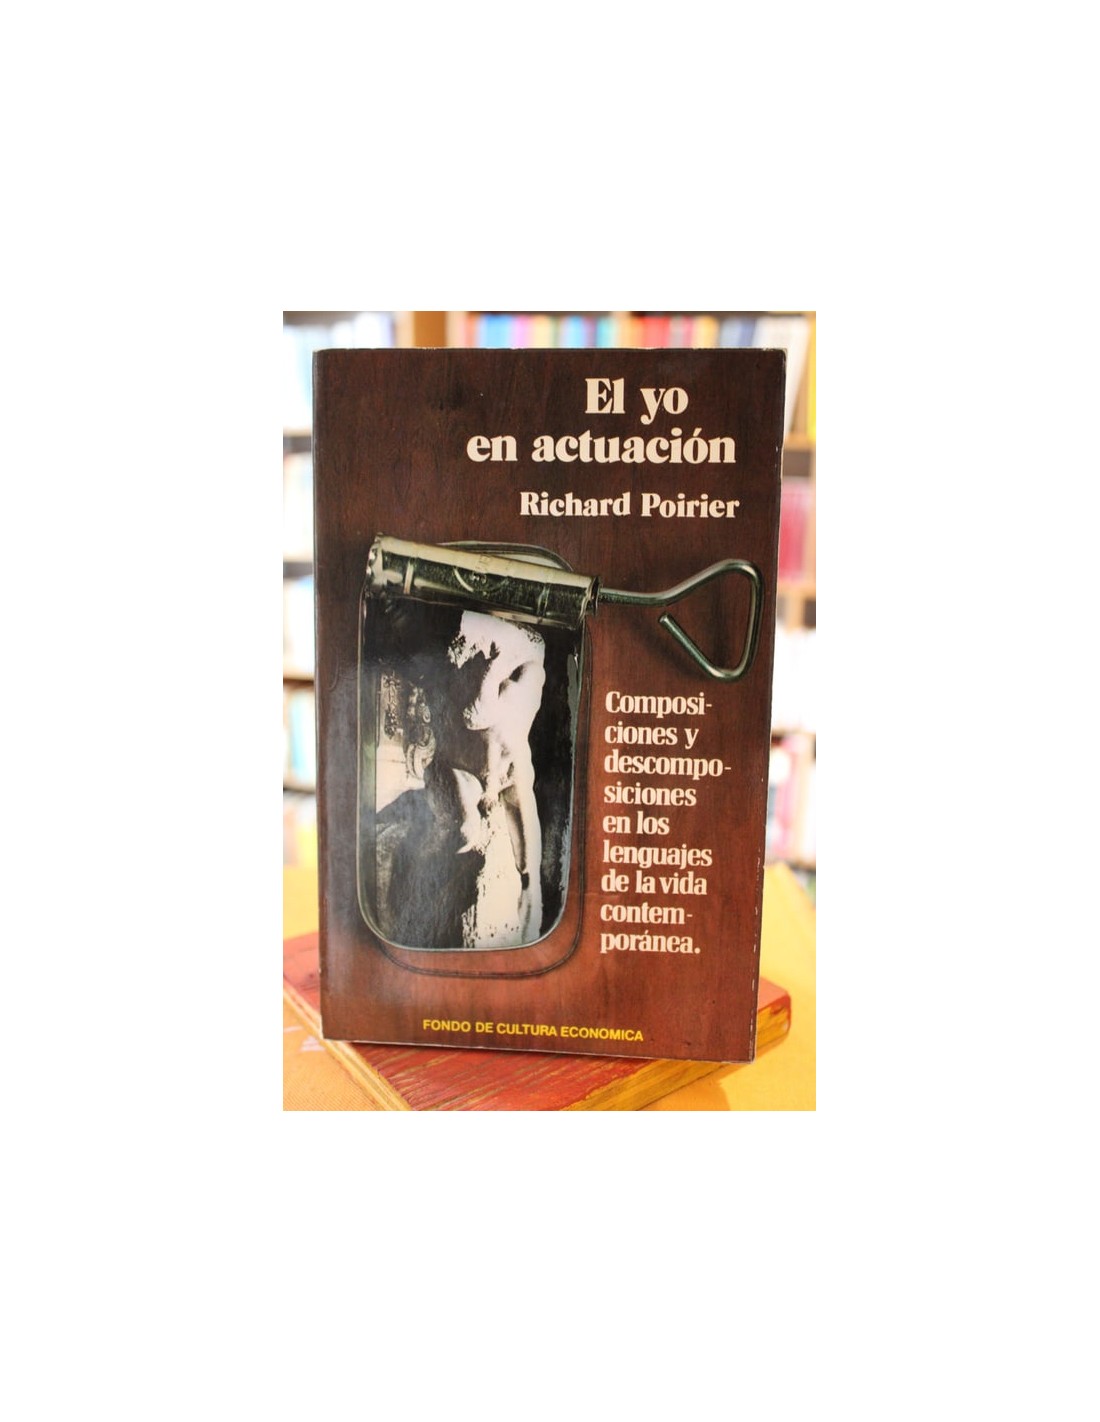 El yo
en actuación
Richard Poirier
Composi-
ciones y
descompo-
siciones
en los
lenguajes
de la vida
contem-
poránea.
FONDO DE CULTURA ECONOMICA